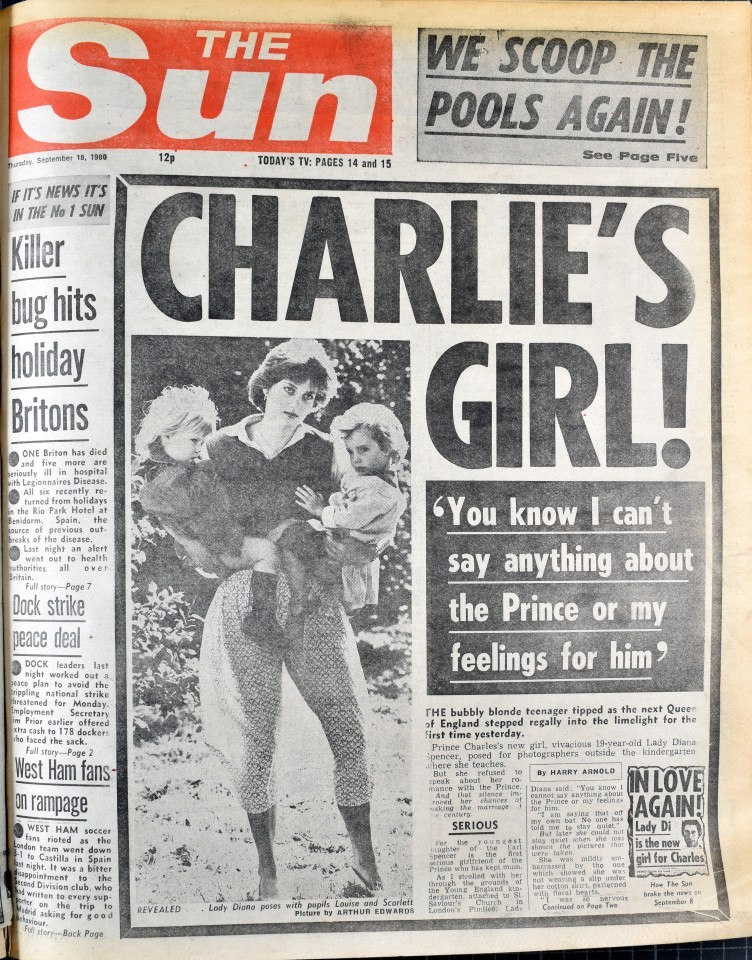 THE
Sun
Thursday, September 18, 1980
12p
TODAY'S TV: PAGES 14 and 15
WE SCOOP THE
POOLS AGAIN!
See Page Five
IF IT'S NEWS IT'S
IN THE No 1 SUN
Killer
bug hits
holiday
Britons
ONE Briton has died
and five more are
seriously ill in hospital
with Legionnaires Disease.
All six recently re-
turned from holidays
in the Rio Park Hotel at
Benidorm, Spain, the
source of previous out-
breaks of the disease.
Last night an alert
went out to health
authorities all over
Britain.
Full story—Page 7
Dock strike
peace deal
DOCK leaders last
night worked out a
peace plan to avoid the
crippling national strike
threatened for Monday.
Employment Secretary
Jim Prior earlier offered
extra cash to 178 dockers
who faced the sack.
Full story—Page 2
West Ham fans
on rampage
WEST HAM soccer
fans rioted as the
London team went down
3-1 to Castilla in Spain
last night. It was a bitter
disappointment to the
Second Division club, who
had written to every sup-
porter on the trip to
Madrid asking for good
behaviour.
Full story—Back Page
CHARLIE'S
GIRL!
'You know I can't
say anything about
the Prince or my
feelings for him'
THE bubbly blonde teenager tipped as the next Queen
of England stepped regally into the limelight for the
first time yesterday.
Prince Charles's new girl, vivacious 19-year-old Lady Diana
Spencer, posed for photographers outside the kindergarten
where she teaches.
But she refused to
speak about her ro-
mance with the Prince.
And that silence im-
proved her chances of
making the marriage of
the century.
SERIOUS
For the youngest
daughter of the Earl
Spencer is the first
serious girlfriend of the
Prince who has kept mum.
As I strolled with her
through the grounds of
the Young England kin-
dergarten, attached to St.
Saviour's Church in
London's Pimlico, Lady
By HARRY ARNOLD
Diana said: "You know I
cannot say anything about
the Prince or my feelings
for him.
"I am saying that off
my own bat. No one has
told me to stay quiet."
But later she could not
stay quiet when she was
shown the pictures that
were taken.
She was mildly em-
barrassed by the one
which showed she was
not wearing a slip under
her cotton skirt, patterned
with floral hearts.
"I was so nervous
Continued on Page Two
IN LOVE
AGAIN!
Lady Di
is the new
girl for Charles
How The Sun
broke the news on
September 8
REVEALED . . . Lady Diana poses with pupils Louise and Scarlett
Picture by ARTHUR EDWARDS